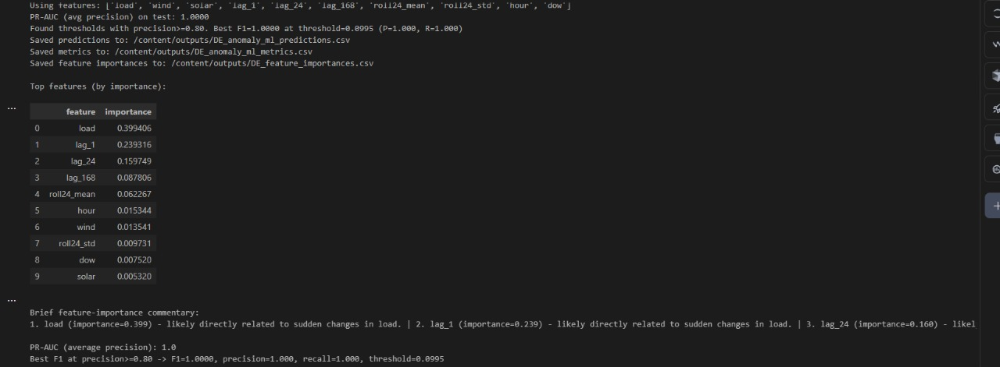 Using features: ['load', 'wind', 'solar', 'lag_1', 'lag_24', 'lag_168', 'roll24_mean', 'roll24_std', 'hour', 'dow']
PR-AUC (avg precision) on test: 1.0000
Found thresholds with precision>=0.80. Best F1=1.0000 at threshold=0.0995 (P=1.000, R=1.000)
Saved predictions to: /content/outputs/DE_anomaly_ml_predictions.csv
Saved metrics to: /content/outputs/DE_anomaly_ml_metrics.csv
Saved feature importances to: /content/outputs/DE_feature_importances.csv
Top features (by importance):
...
feature importance
0 load 0.399406
1 lag_1 0.239316
2 lag_24 0.159749
3 lag_168 0.087806
4 roll24_mean 0.062267
5 hour 0.015344
6 wind 0.013541
7 roll24_std 0.009731
8 dow 0.007520
9 solar 0.005320
...
Brief feature-importance commentary:
1. load (importance=0.399) - likely directly related to sudden changes in load. | 2. lag_1 (importance=0.239) - likely directly related to sudden changes in load. | 3. lag_24 (importance=0.160) - likel
PR-AUC (average precision): 1.0
Best F1 at precision>=0.80 -> F1=1.0000, precision=1.000, recall=1.000, threshold=0.0995